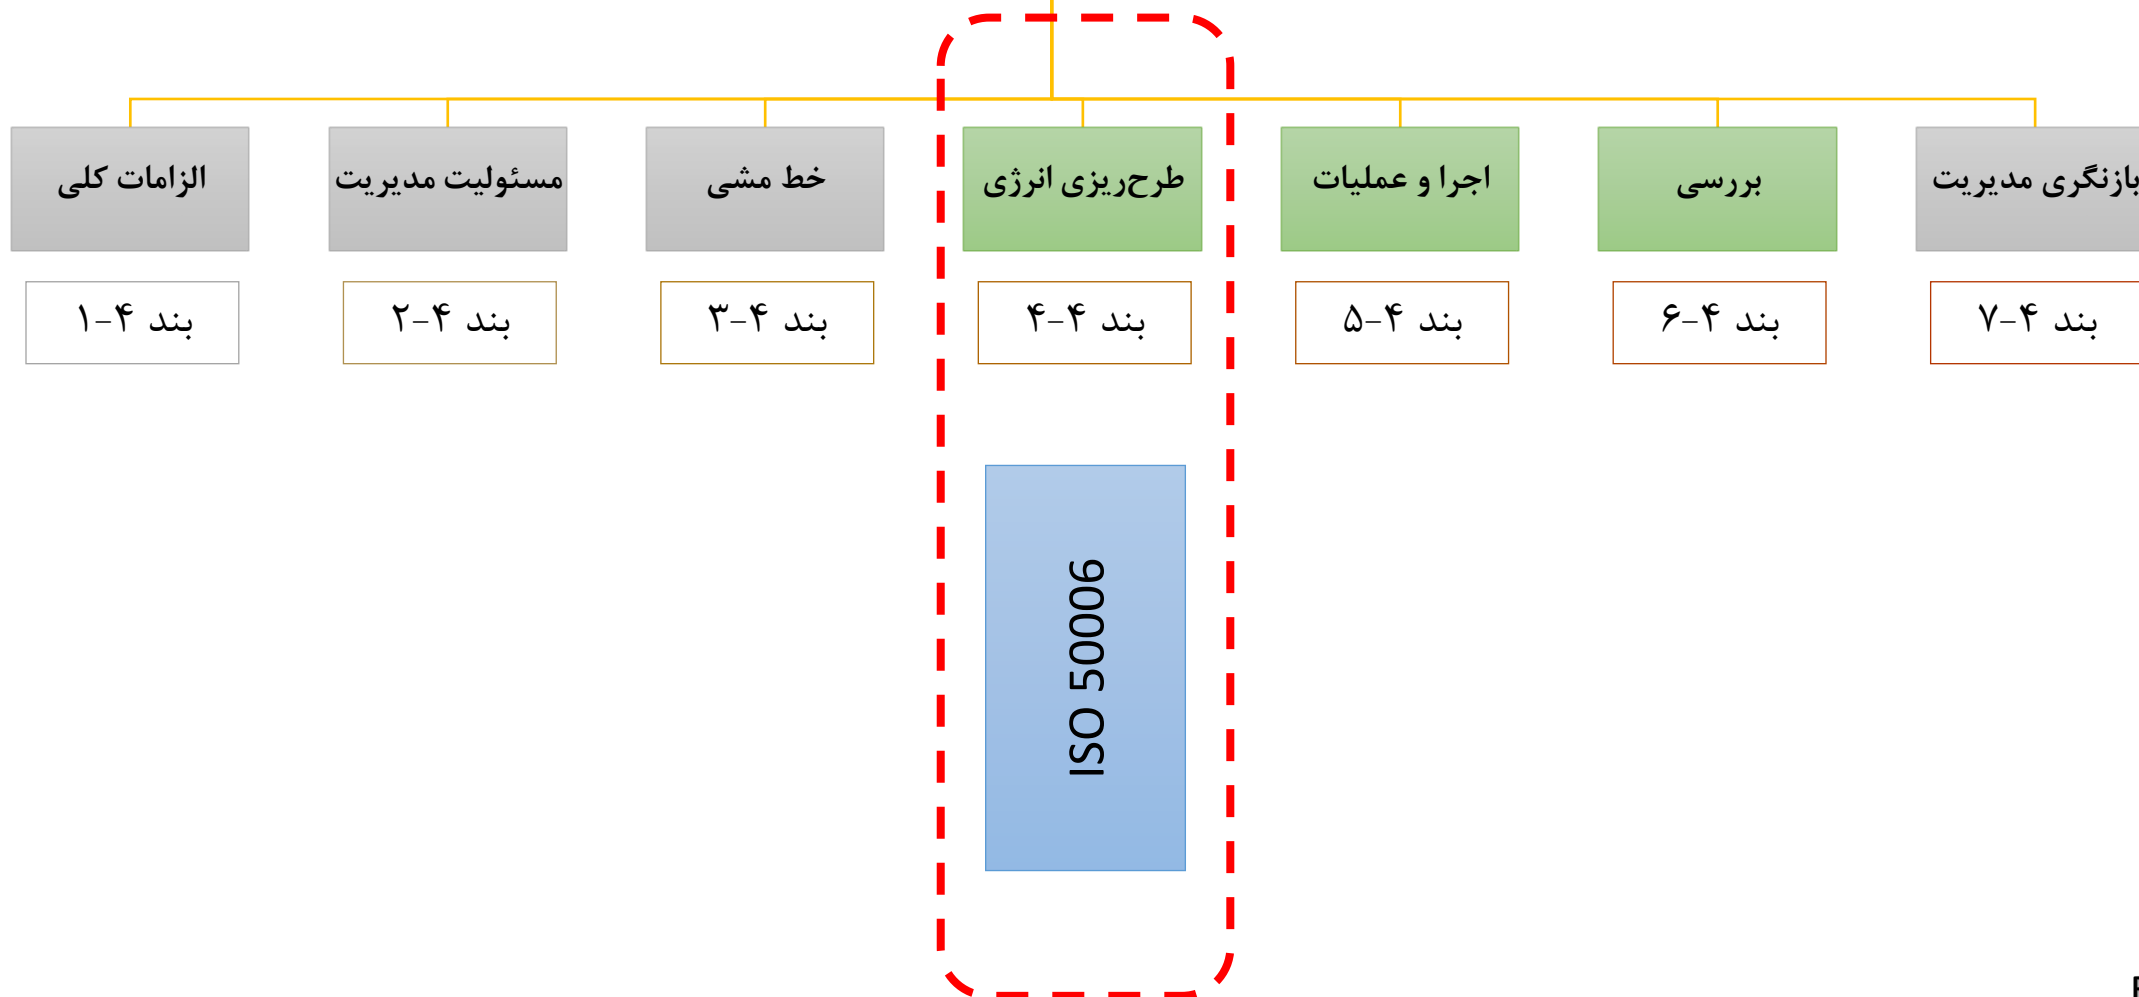 الزامات کلی
مسئولیت مدیریت
خط مشی
طرح‌ریزی انرژی
اجرا و عملیات
بررسی
بازنگری مدیریت
بند ۴-۱
بند ۴-۲
بند ۴-۳
بند ۴-۴
بند ۴-۵
بند ۴-۶
بند ۴-۷
ISO 50006